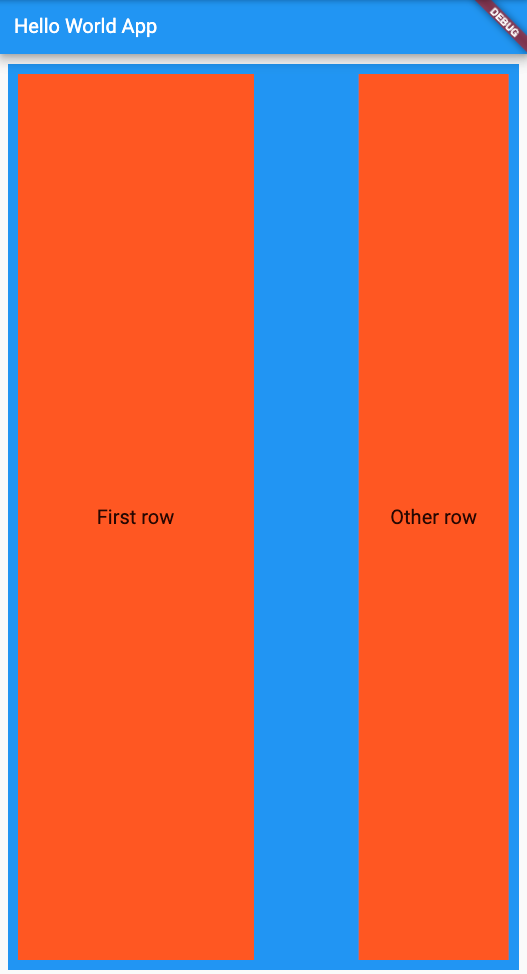 Hello World App
DEBUG
First row
Other row